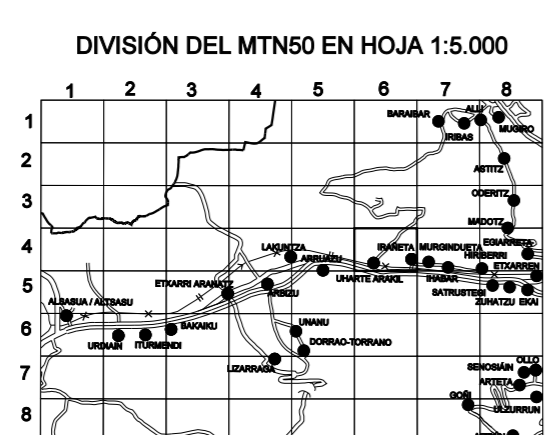 DIVISIÓN DEL MTN50 EN HOJA 1:5.000
1 2 3 4 5 6 7 8
1
BARAIBAR
ALLI
IRIBAS
MUGIRO
2
ASTITZ
3
ODERITZ
MADOTZ
4
LAKUNTZA
ARRUAZU
IRAÑETA
MURGINDUETA
EGIARRETA
HIRIBERRI
ETXARREN
UHARTE ARAKIL
IHABAR
5
ETXARRI ARANATZ
ARBIZU
SATRUSTEGI
ZUHATZU
EKAI
ALSASUA / ALTSASU
6
URDIAIN
ITURMENDI
BAKAIKU
UNANU
DORRAO-TORRANO
7
LIZARRAGA
SENOSIÁIN
OLLO
ARTETA
8
GOÑI
ULZURRUN